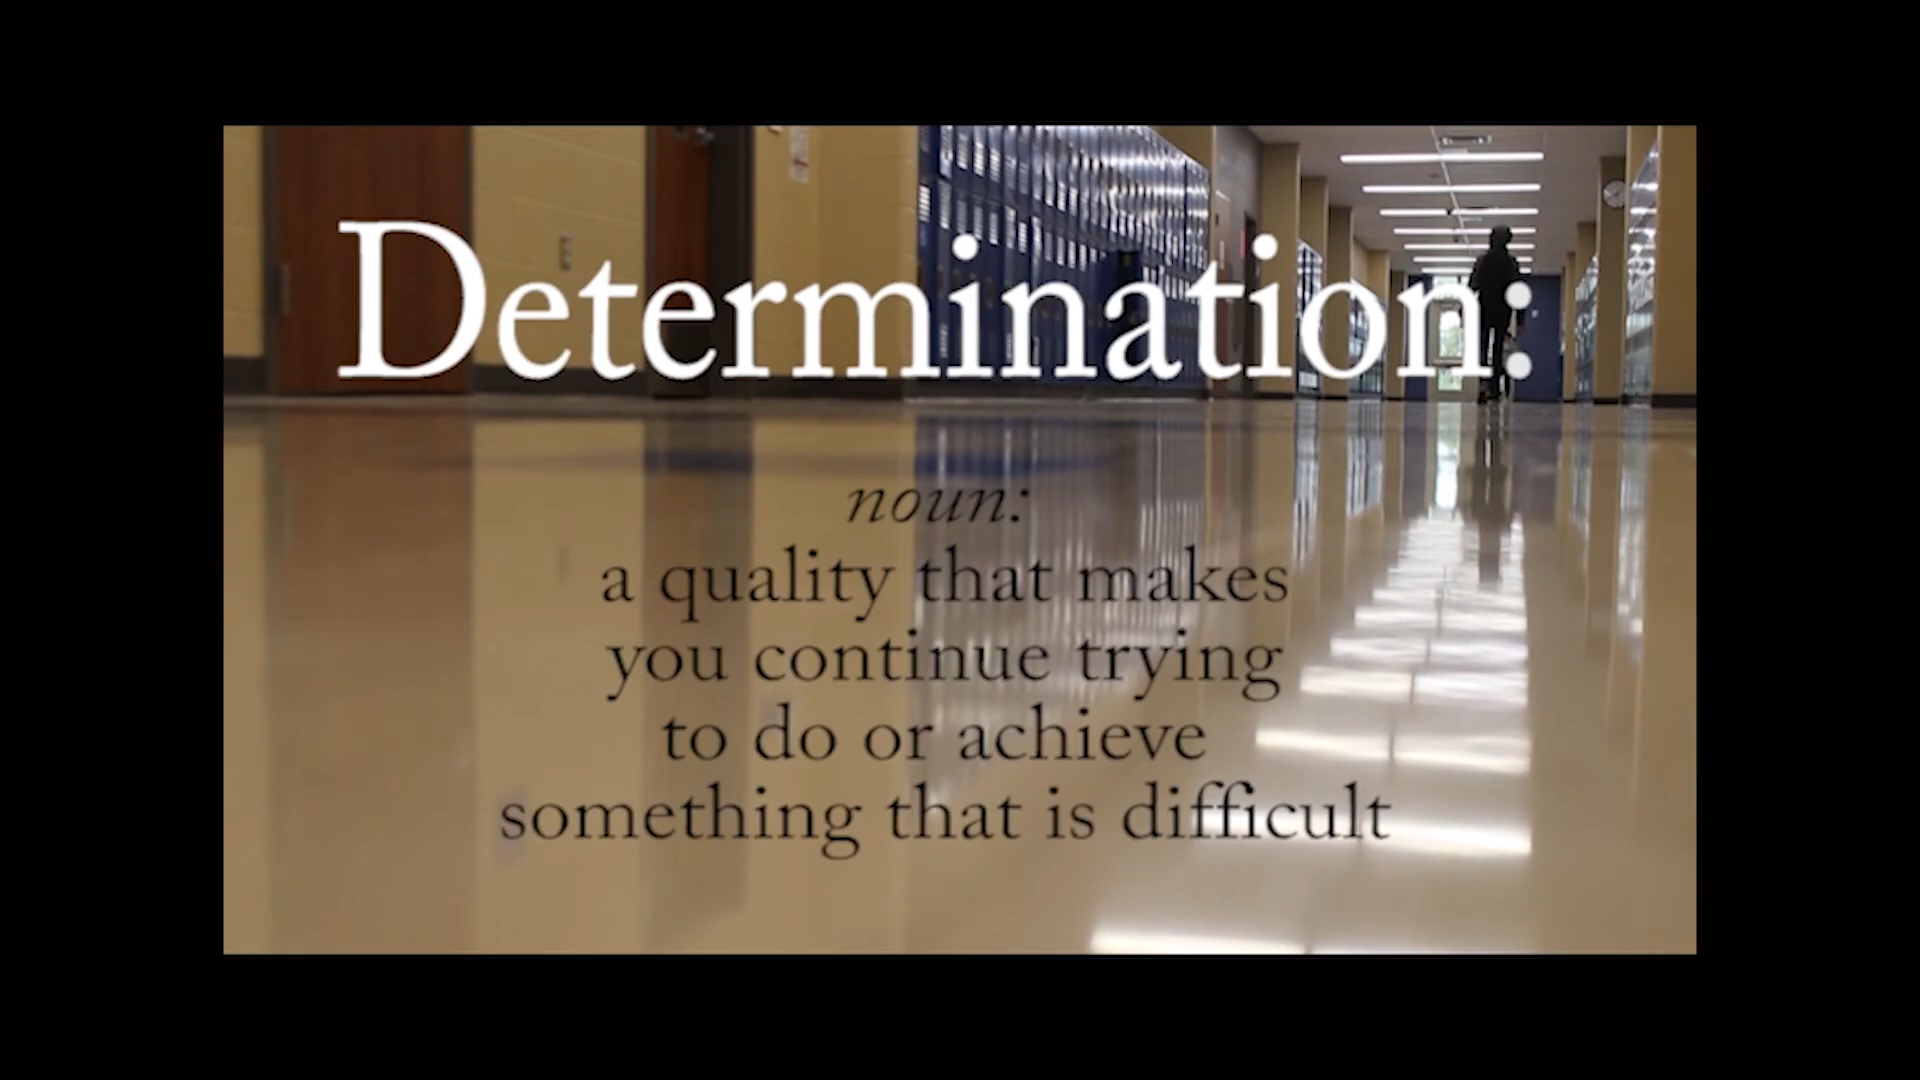 Determination:
noun:
a quality that makes
you continue trying
to do or achieve
something that is difficult